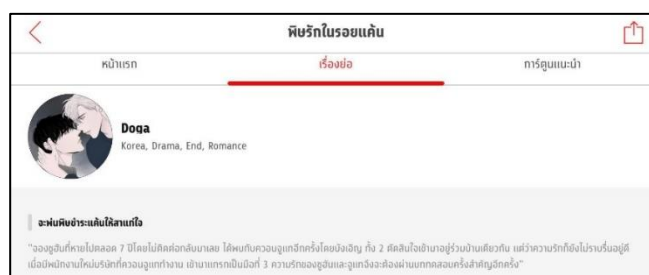 พิษรักในรอยแค้น
หน้าแรก เรื่องย่อ การ์ตูนแนะนำ
Doga
Korea, Drama, End, Romance
จะพ่นพิษชำระแค้นให้สาแก่ใจ
"จองซูฮันที่หายไปตลอด 7 ปีโดยไม่ติดต่อกลับมาเลย ได้พบกับควอนอูแทอีกครั้งโดยบังเอิญ ทั้ง 2 ตัดสินใจเข้ามาอยู่ร่วมบ้านเดียวกัน แต่ว่าความรักก็ยังไม่ราบรื่นอยู่ดี
เมื่อมีพนักงานใหม่บริษัทที่ควอนอูแททำงาน เข้ามาแทรกเป็นมือที่ 3 ความรักของซูฮันและอูแทจึงจะต้องผ่านบททดสอบครั้งสำคัญอีกครั้ง"